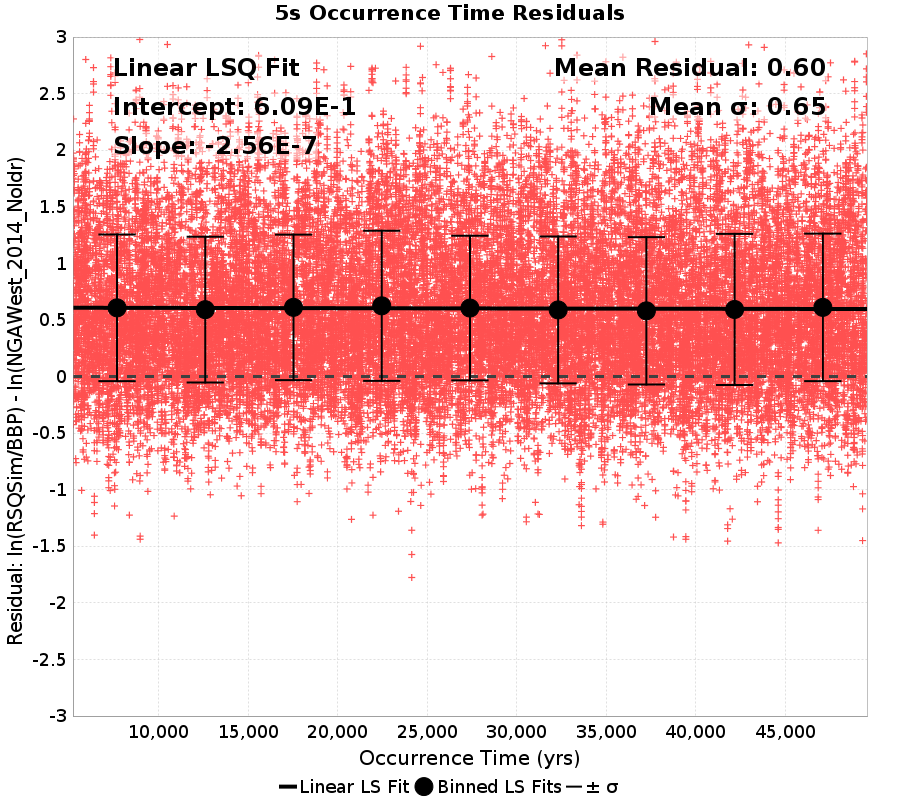 5s Occurrence Time Residuals
Linear LSQ Fit
Mean Residual: 0.60
Intercept: 6.09E-1
Mean σ: 0.65
Slope: -2.56E-7
Residual: ln(RSQSim/BBP) - ln(NGAWest_2014_NoIdr)
3
2.5
2
1.5
1
0.5
0
-0.5
-1
-1.5
-2
-2.5
-3
10,000 15,000 20,000 25,000 30,000 35,000 40,000 45,000
Occurrence Time (yrs)
Linear LS Fit Binned LS Fits ± σ